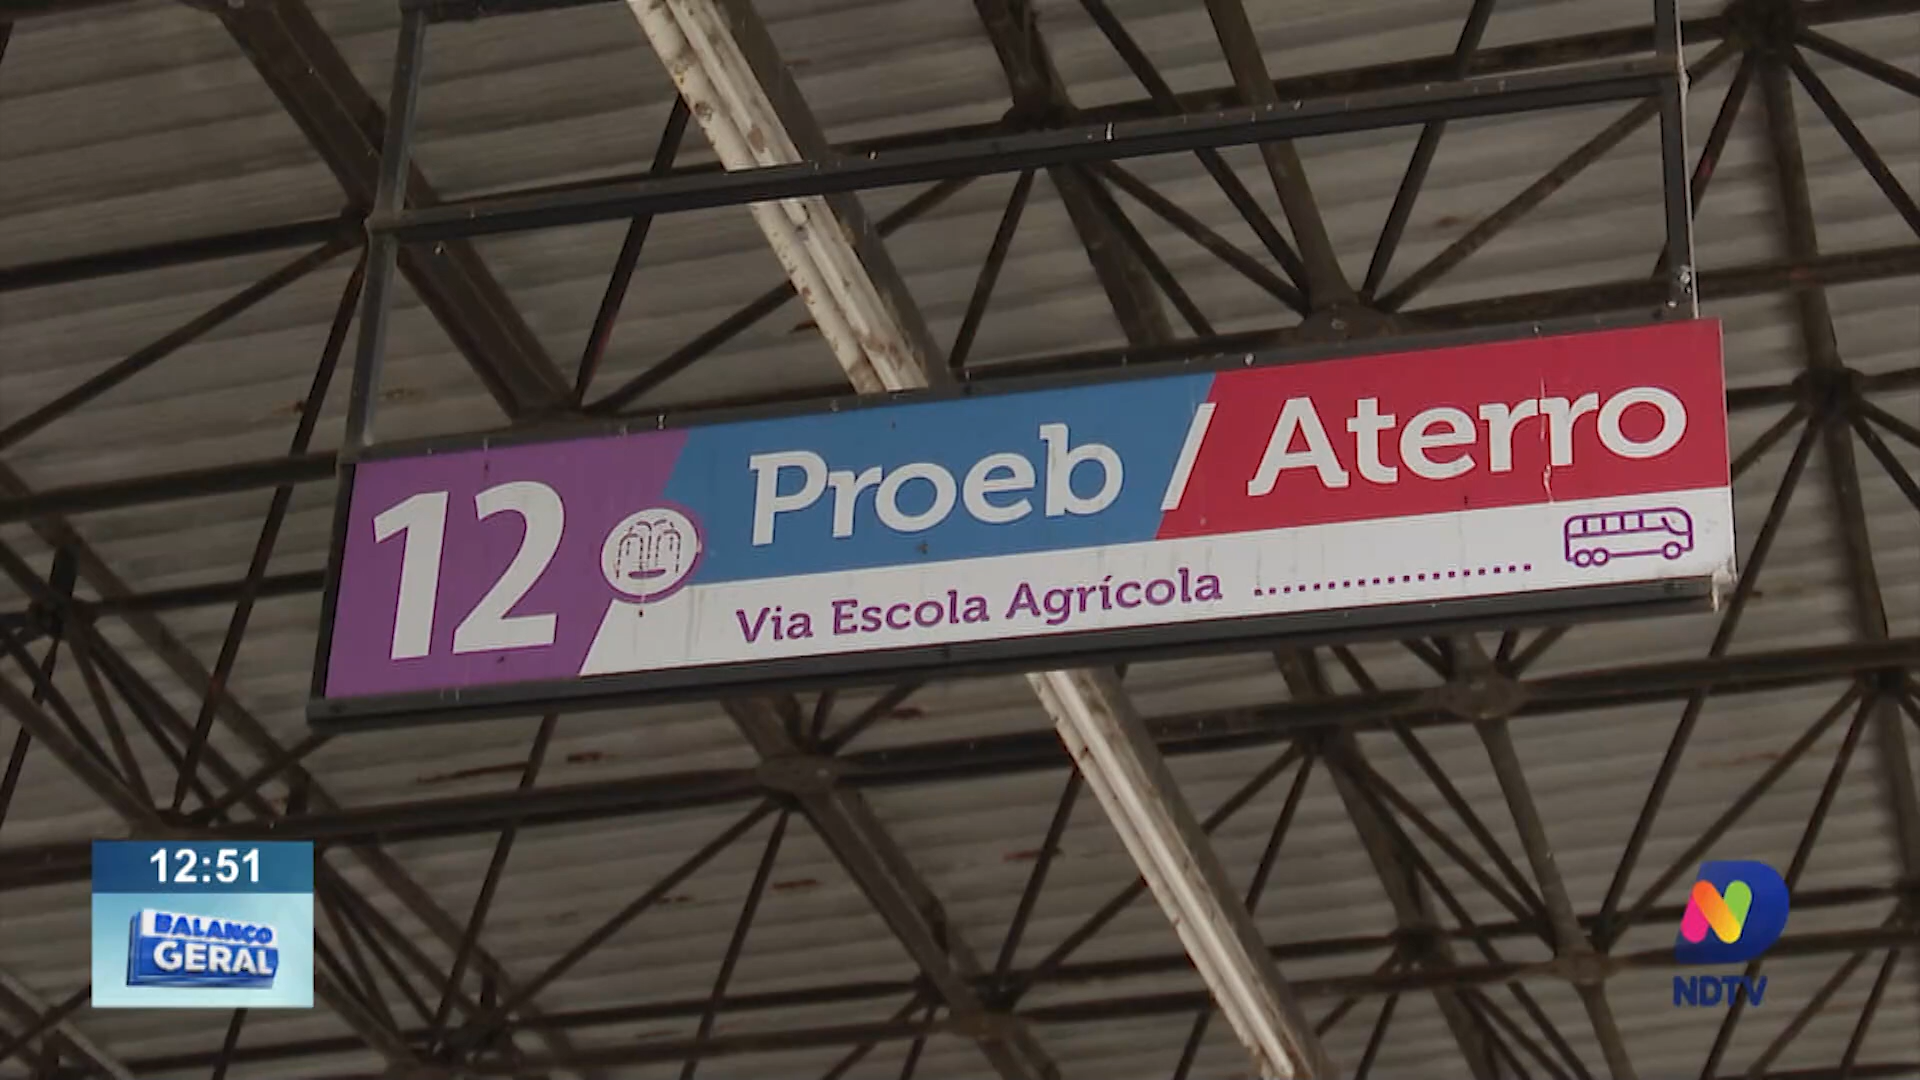 12 Proeb / Aterro
Via Escola Agrícola ....................
12:51
BALANÇO
GERAL
NDTV